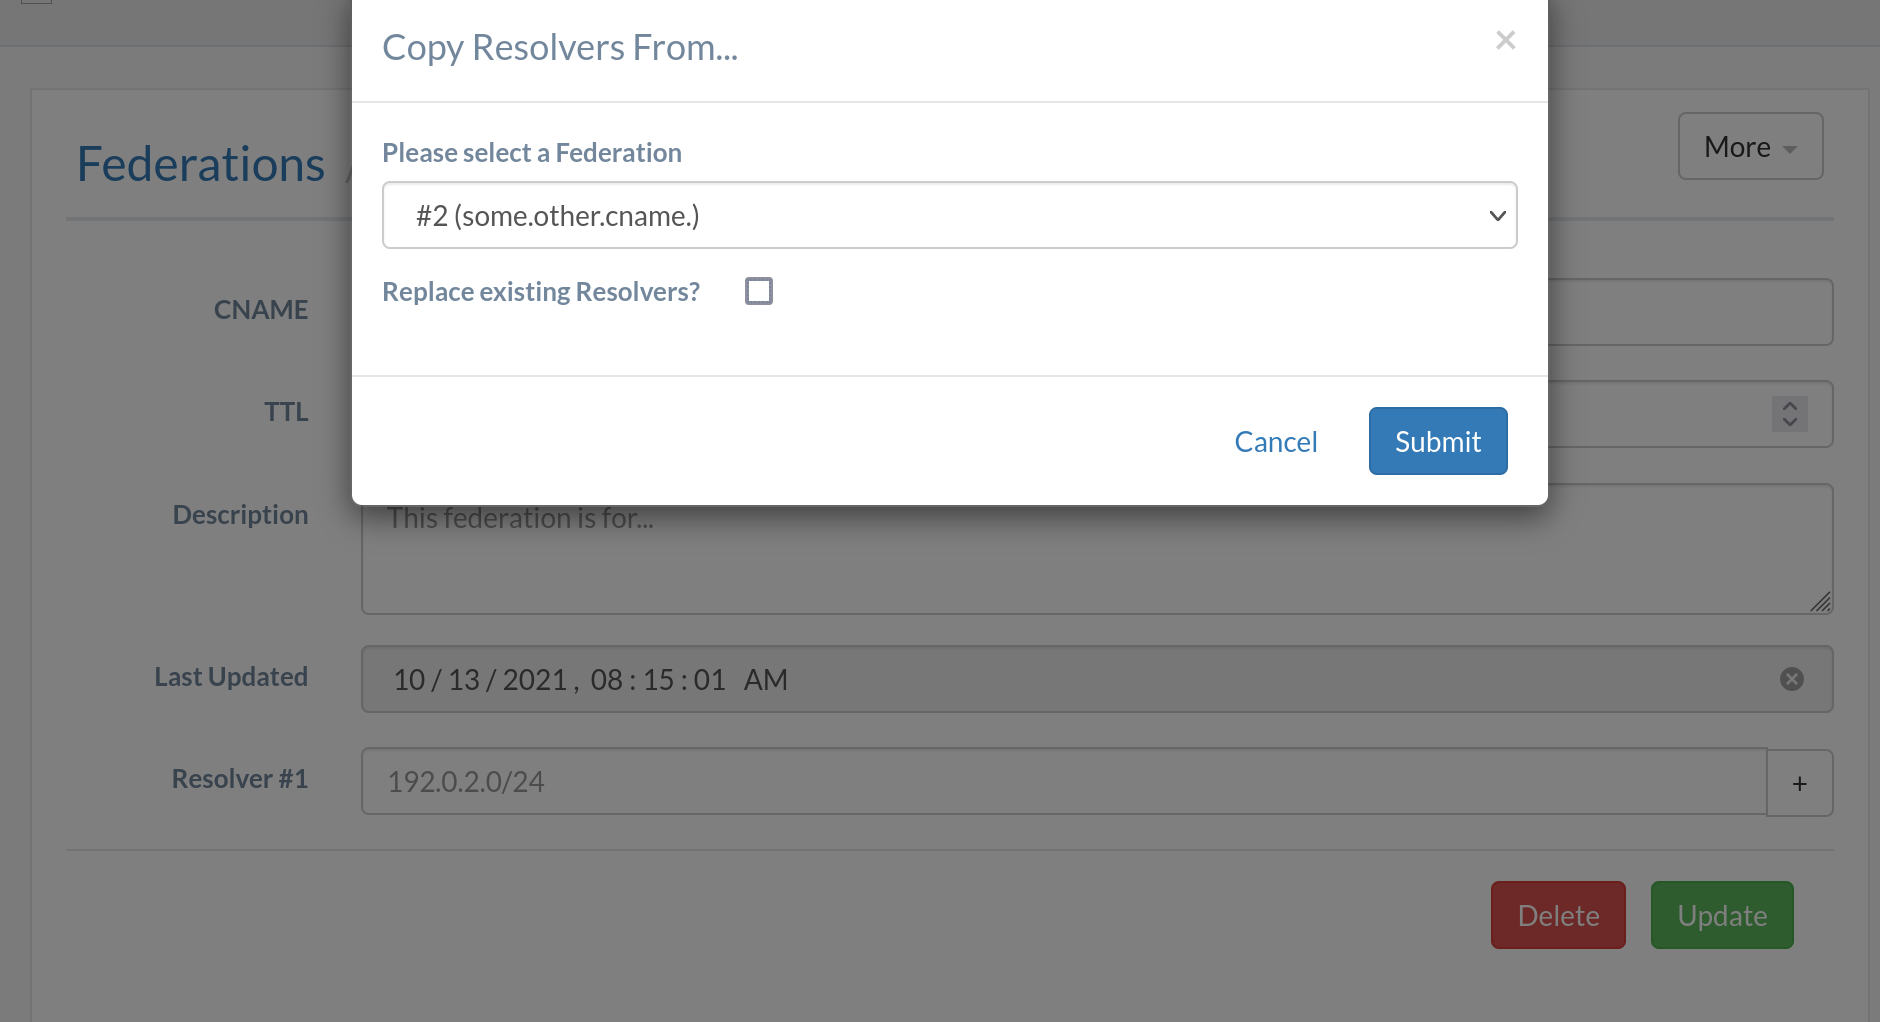 Copy Resolvers From...
×
Federations /
More
Please select a Federation
#2 (some.other.cname.)
Replace existing Resolvers?
CNAME
TTL
Cancel
Submit
Description
This federation is for...
Last Updated
10 / 13 / 2021 , 08 : 15 : 01 AM
Resolver #1
192.0.2.0/24
+
Delete
Update